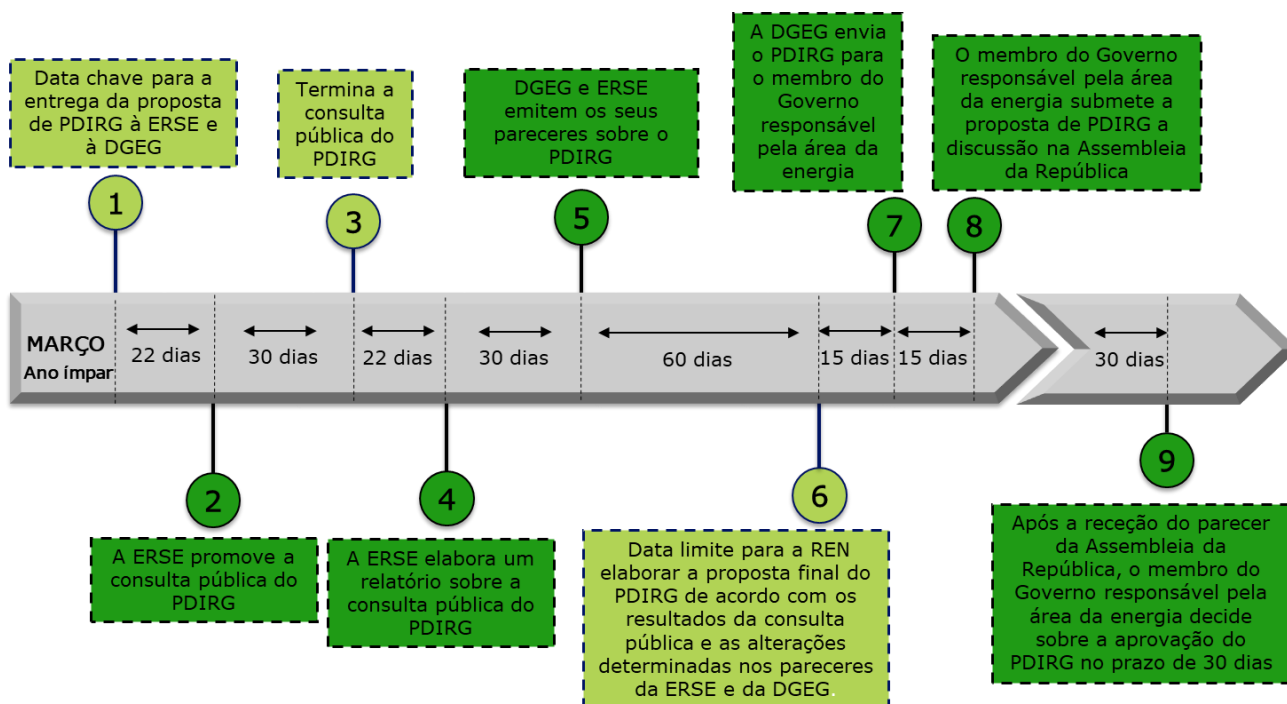 Data chave para a
entrega da proposta
de PDIRG à ERSE e
à DGEG
1
Termina a
consulta
pública do
PDIRG
3
DGEG e ERSE
emitem os seus
pareceres sobre o
PDIRG
5
A DGEG envia
o PDIRG para
o membro do
Governo
responsável
pela área da
energia
7
O membro do Governo
responsável pela área
da energia submete a
proposta de PDIRG a
discussão na Assembleia
da República
8
MARÇO
Ano ímpar
22 dias
30 dias
22 dias
30 dias
60 dias
15 dias
15 dias
30 dias
2
A ERSE promove a
consulta pública do
PDIRG
4
A ERSE elabora um
relatório sobre a
consulta pública do
PDIRG
6
Data limite para a REN
elaborar a proposta final do
PDIRG de acordo com os
resultados da consulta
pública e as alterações
determinadas nos pareceres
da ERSE e da DGEG.
9
Após a receção do parecer
da Assembleia da
República, o membro do
Governo responsável pela
área da energia decide
sobre a aprovação do
PDIRG no prazo de 30 dias